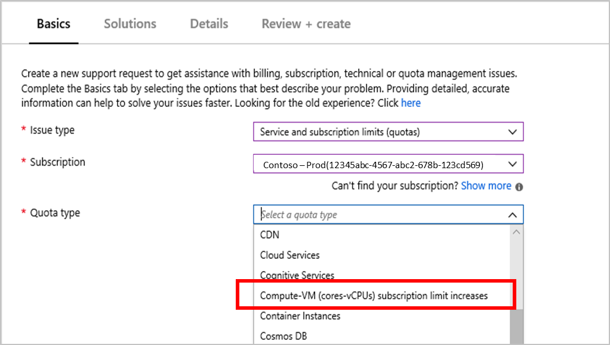 Basics Solutions Details Review + create
Create a new support request to get assistance with billing, subscription, technical or quota management issues.
Complete the Basics tab by selecting the options that best describe your problem. Providing detailed, accurate
information can help to solve your issues faster. Looking for the old experience? Click here
* Issue type Service and subscription limits (quotas)
* Subscription Contoso – Prod(12345abc-4567-abc2-678b-123cd569)
Can't find your subscription? Show more
* Quota type Select a quota type
CDN
Cloud Services
Cognitive Services
Compute-VM (cores-vCPUs) subscription limit increases
Container Instances
Cosmos DB